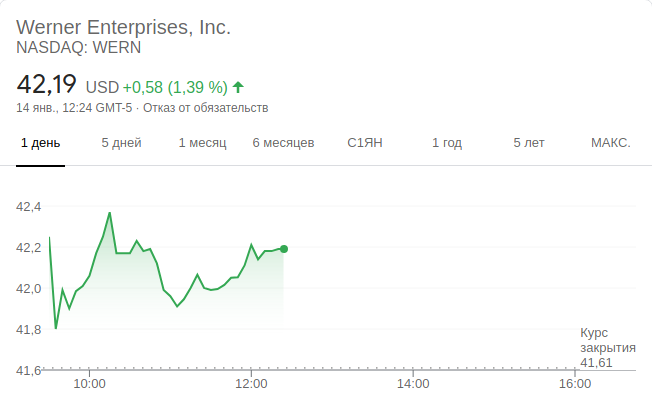 Werner Enterprises, Inc.
NASDAQ: WERN
42,19 USD +0,58 (1,39 %)
14 янв., 12:24 GMT-5 · Отказ от обязательств
1 день 5 дней 1 месяц 6 месяцев С1ЯН 1 год 5 лет МАКС.
42,4
42,2
42,0
41,8
41,6
Курс
закрытия
41,61
10:00 12:00 14:00 16:00